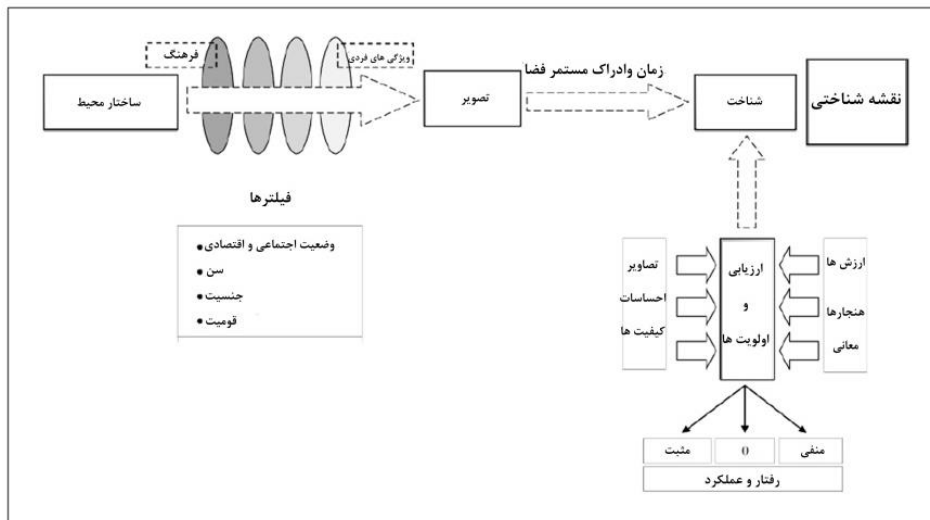 فرهنگ
ویژگی های فردی
ساختار محیط
تصویر
زمان وادراک مستمر فضا
شناخت
نقشه شناختی
فیلترها
وضعیت اجتماعی و اقتصادی
سن
جنسیت
قومیت
ارزش ها
هنجارها
معانی
ارزیابی
و
اولویت ها
تصاویر
احساسات
کیفیت ها
منفی
0
مثبت
رفتار و عملکرد